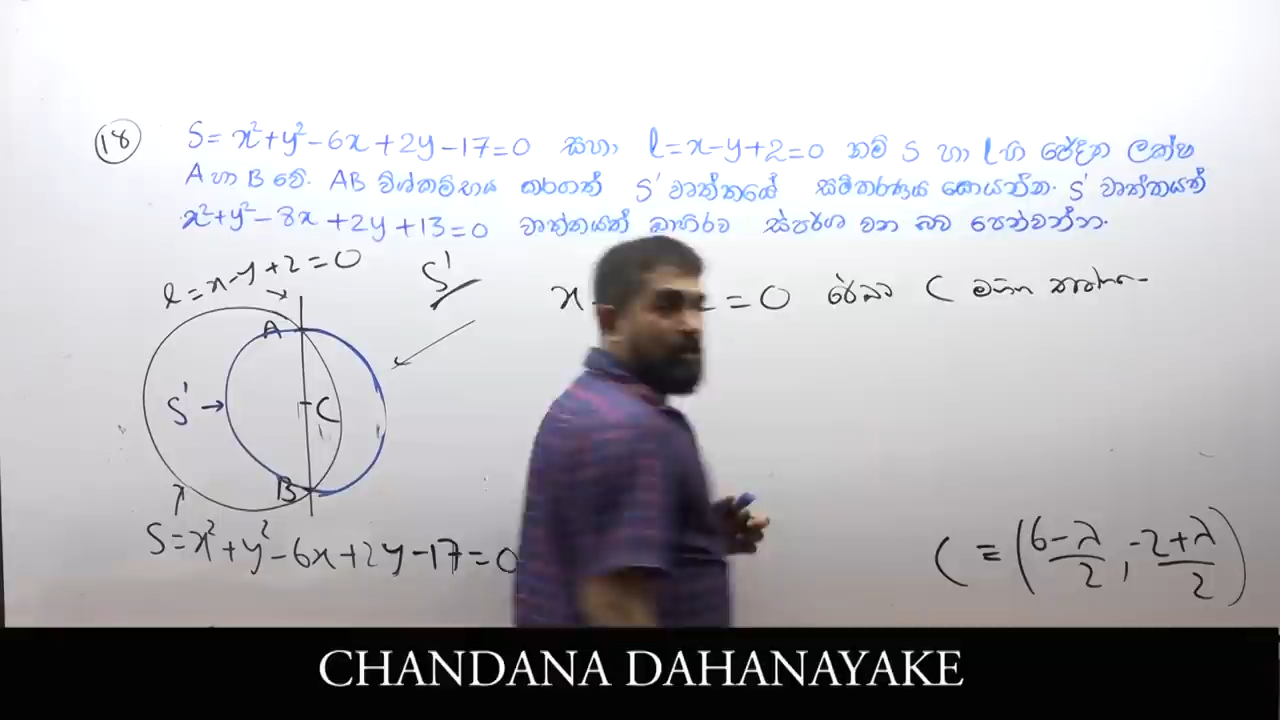 18 S=x²+y²-6x+2y-17=0 සහා l=x-y+2=0 නම් S හා l හි ඡේදන ලක්ෂ
A හා B වේ. AB විශ්කම්භය කරගත් S' වෘත්තයේ සමීකරණය සොයන්න. S' වෘත්තයත්
x²+y²-8x+2y+13=0 වෘත්තයත් බාහිරව ස්පර්ශ වන බව පෙන්වන්න.
l=x-y+2=0
S'
x =0 රේඛාව C මගින
A
S' → C
B
S=x²+y²-6x+2y-17=0
C ≡ (6-λ/2, -2+λ/2)
CHANDANA DAHANAYAKE